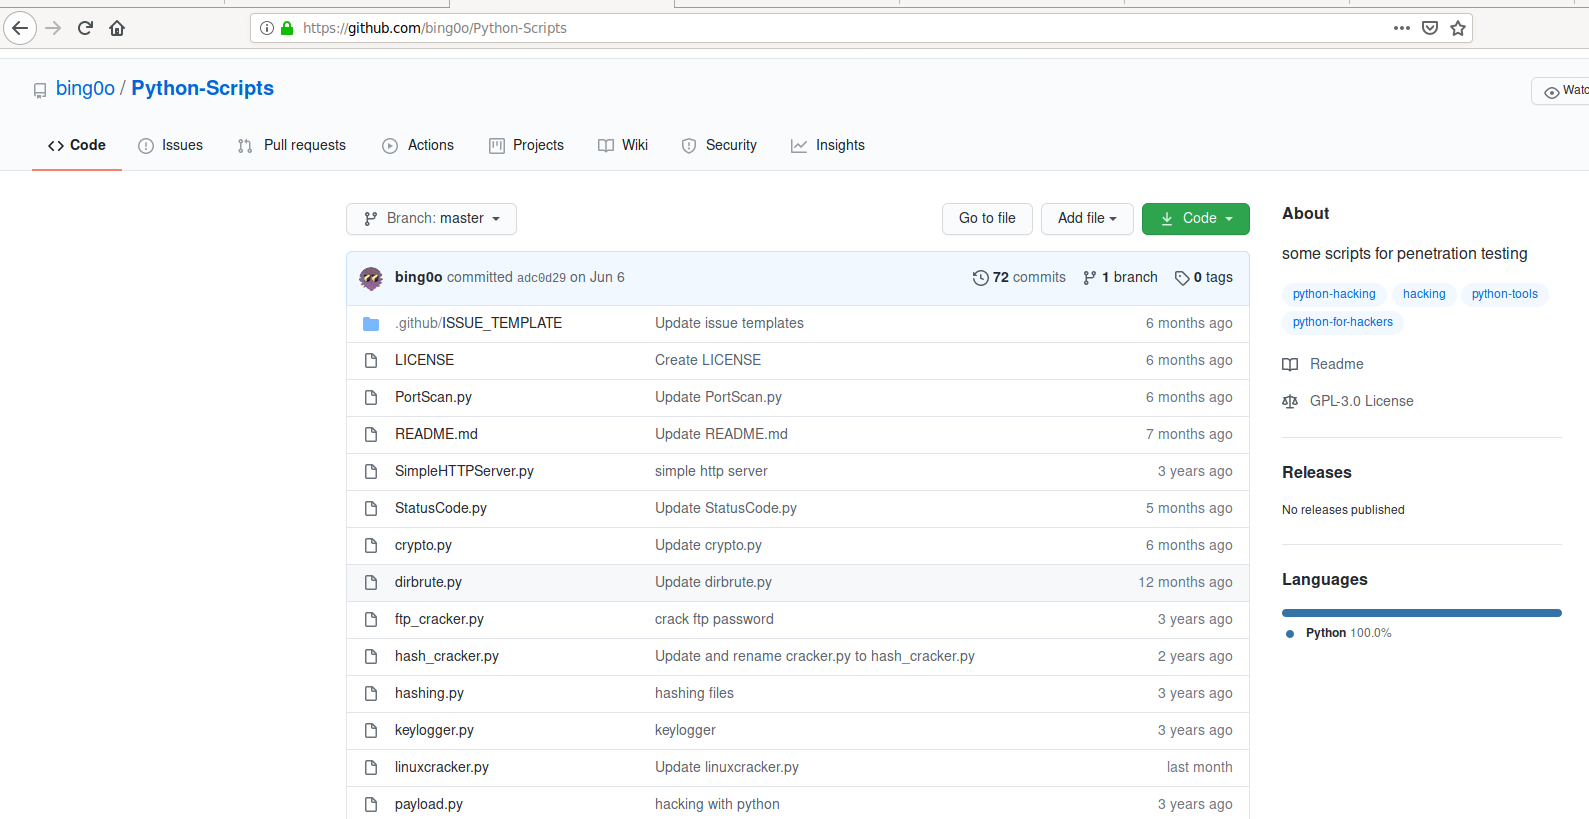 https://github.com/bing0o/Python-Scripts
bing0o / Python-Scripts
Watc
Code Issues Pull requests Actions Projects Wiki Security Insights
Branch: master Go to file Add file Code
bing0o committed adc0d29 on Jun 6 72 commits 1 branch 0 tags
.github/ISSUE_TEMPLATE Update issue templates 6 months ago
LICENSE Create LICENSE 6 months ago
PortScan.py Update PortScan.py 6 months ago
README.md Update README.md 7 months ago
SimpleHTTPServer.py simple http server 3 years ago
StatusCode.py Update StatusCode.py 5 months ago
crypto.py Update crypto.py 6 months ago
dirbrute.py Update dirbrute.py 12 months ago
ftp_cracker.py crack ftp password 3 years ago
hash_cracker.py Update and rename cracker.py to hash_cracker.py 2 years ago
hashing.py hashing files 3 years ago
keylogger.py keylogger 3 years ago
linuxcracker.py Update linuxcracker.py last month
payload.py hacking with python 3 years ago
About
some scripts for penetration testing
python-hacking hacking python-tools
python-for-hackers
Readme
GPL-3.0 License
Releases
No releases published
Languages
Python 100.0%